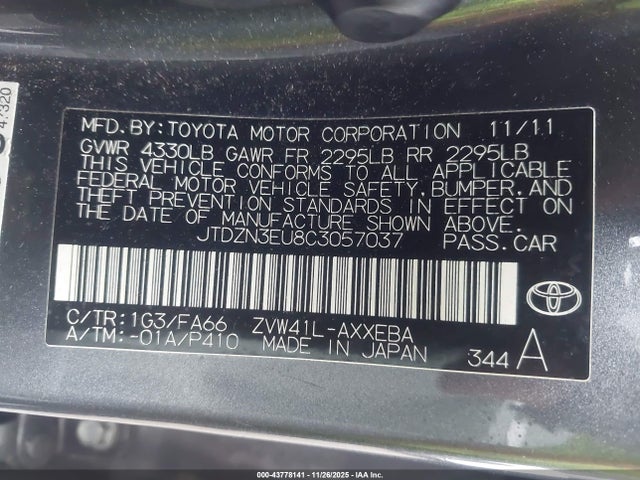 MFD.BY:TOYOTA MOTOR CORPORATION 11/11
GVWR 4330LB GAWR FR 2295LB RR 2295LB
THIS VEHICLE CONFORMS TO ALL APPLICABLE
FEDERAL MOTOR VEHICLE SAFETY,BUMPER,AND
THEFT PREVENTION STANDARDS IN EFFECT ON
THE DATE OF MANUFACTURE SHOWN ABOVE.
JTDZN3EU8C3057037 PASS.CAR
C/TR:1G3/FA66 ZVW41L-AXXEBA
A/TM:-01A/P410 MADE IN JAPAN 344 A
000-43778141 - 11/26/2025 - IAA Inc.